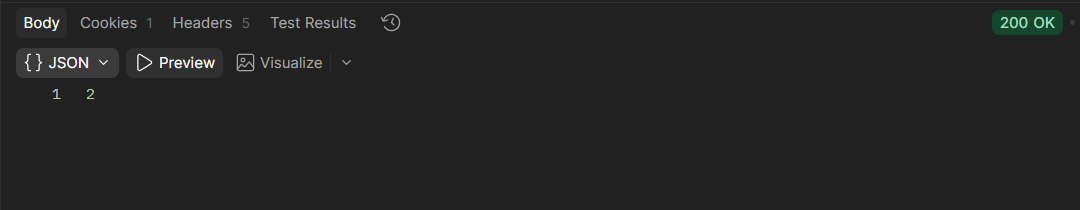 Body Cookies 1 Headers 5 Test Results 200 OK
{} JSON Preview Visualize
1 2